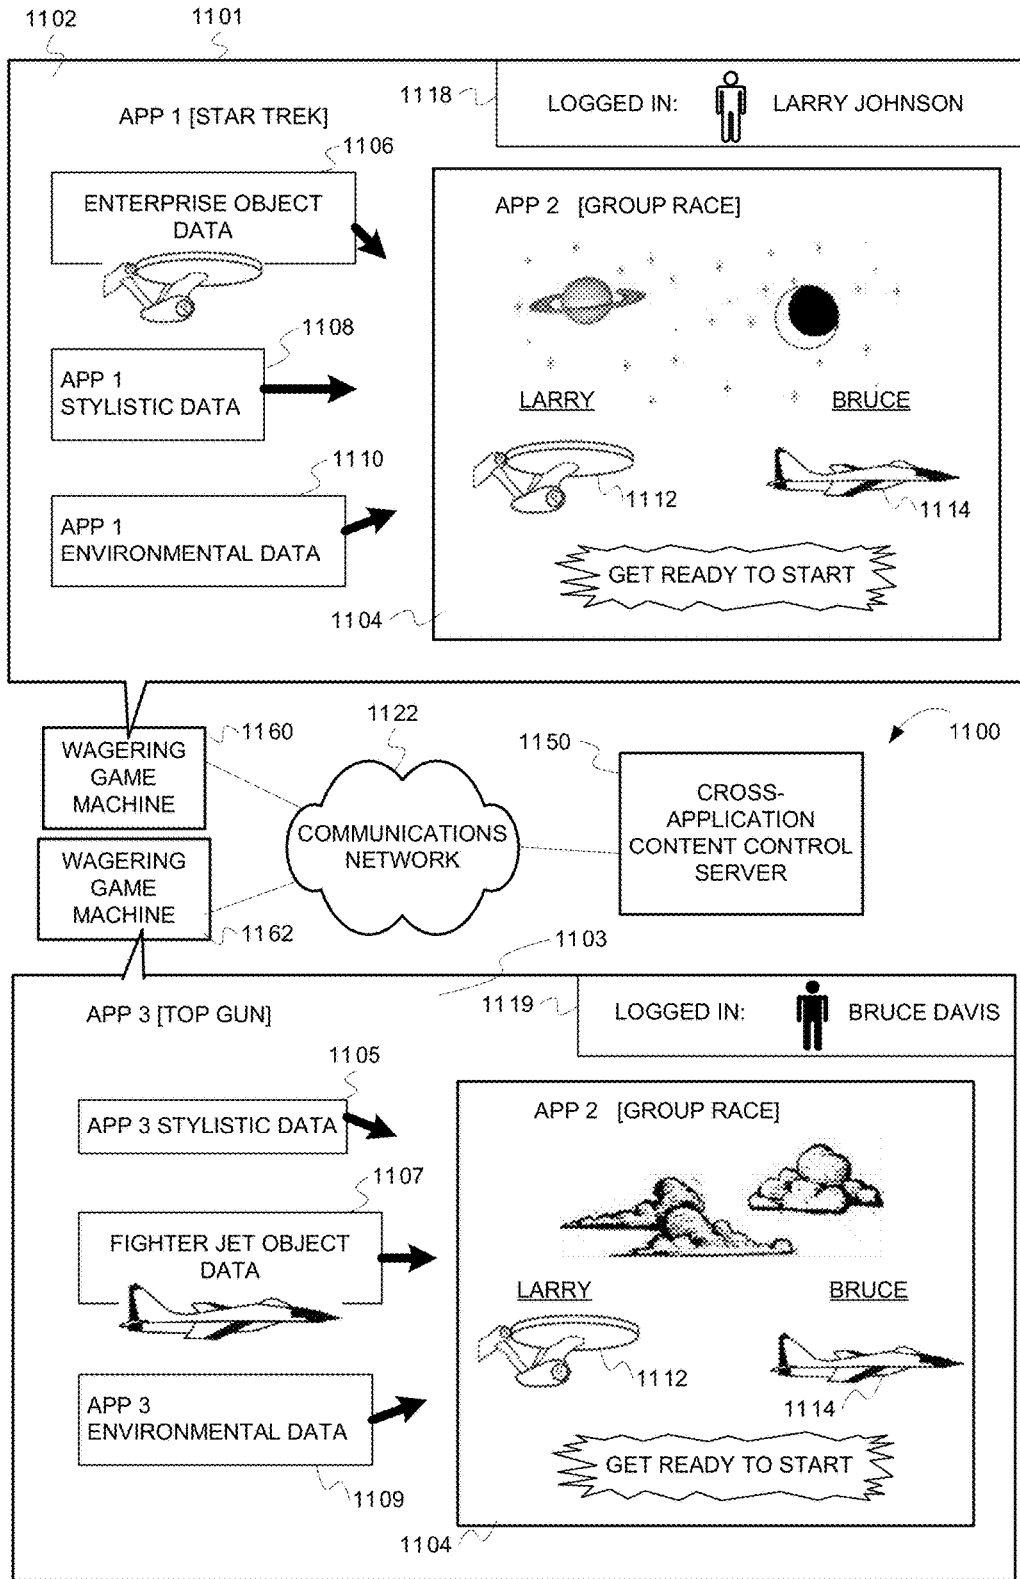 1102
1101
1118
LOGGED IN:
LARRY JOHNSON
APP 1 [STAR TREK]
1106
ENTERPRISE OBJECT
DATA
APP 2 [GROUP RACE]
1108
APP 1
STYLISTIC DATA
LARRY
BRUCE
1110
1112
1114
APP 1
ENVIRONMENTAL DATA
GET READY TO START
1104
1160
WAGERING
GAME
MACHINE
1122
1150
1100
COMMUNICATIONS
NETWORK
CROSS-
APPLICATION
CONTENT CONTROL
SERVER
WAGERING
GAME
MACHINE
1162
1103
APP 3 [TOP GUN]
1119
LOGGED IN:
BRUCE DAVIS
1105
APP 3 STYLISTIC DATA
APP 2 [GROUP RACE]
1107
FIGHTER JET OBJECT
DATA
LARRY
BRUCE
1112
1114
APP 3
ENVIRONMENTAL DATA
GET READY TO START
1109
1104